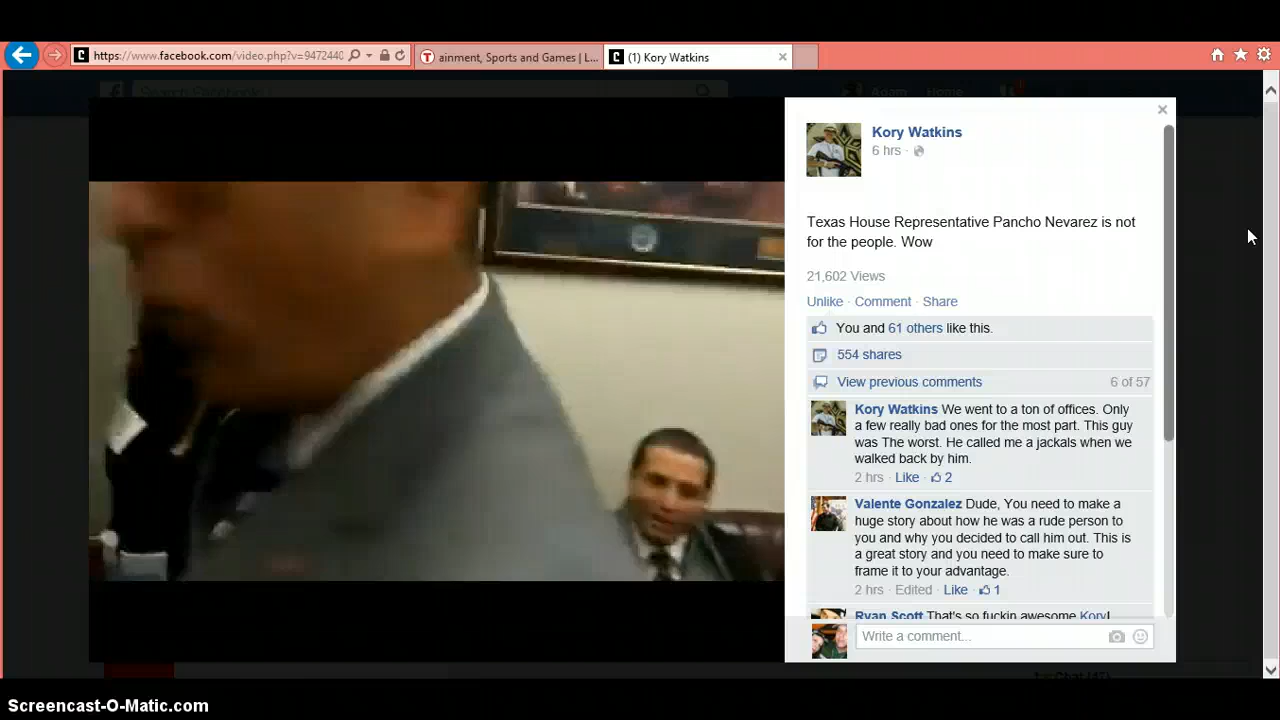 https://www.facebook.com/video.php?v=9472440
ainment, Sports and Games | L...
(1) Kory Watkins
Search Facebook
Adam Home
Kory Watkins
6 hrs ·
Texas House Representative Pancho Nevarez is not
for the people. Wow
21,602 Views
Unlike · Comment · Share
You and 61 others like this.
554 shares
View previous comments 6 of 57
Kory Watkins We went to a ton of offices. Only
a few really bad ones for the most part. This guy
was The worst. He called me a jackals when we
walked back by him.
2 hrs · Like · 2
Valente Gonzalez Dude, You need to make a
huge story about how he was a rude person to
you and why you decided to call him out. This is
a great story and you need to make sure to
frame it to your advantage.
2 hrs · Edited · Like · 1
Ryan Scott That's so fuckin awesome Kory!
Write a comment...
Screencast-O-Matic.com